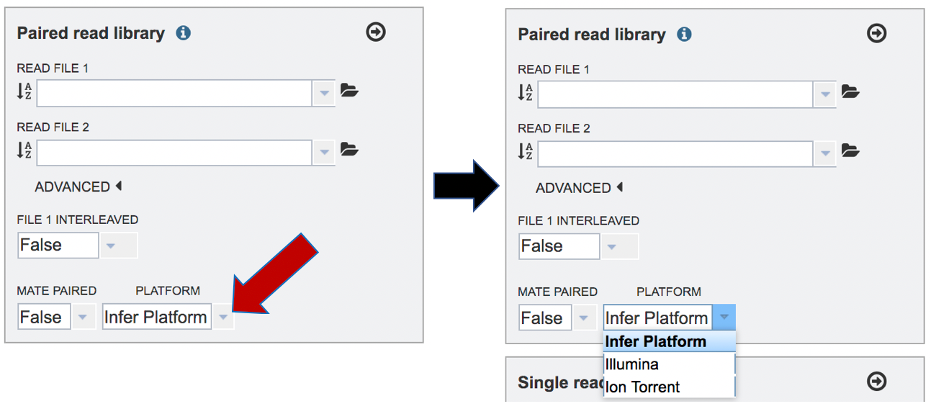 Paired read library
READ FILE 1
READ FILE 2
ADVANCED
FILE 1 INTERLEAVED
False
MATE PAIRED PLATFORM
False Infer Platform
Paired read library
READ FILE 1
READ FILE 2
ADVANCED
FILE 1 INTERLEAVED
False
MATE PAIRED PLATFORM
False Infer Platform
Infer Platform
Illumina
Single
Ion Torrent